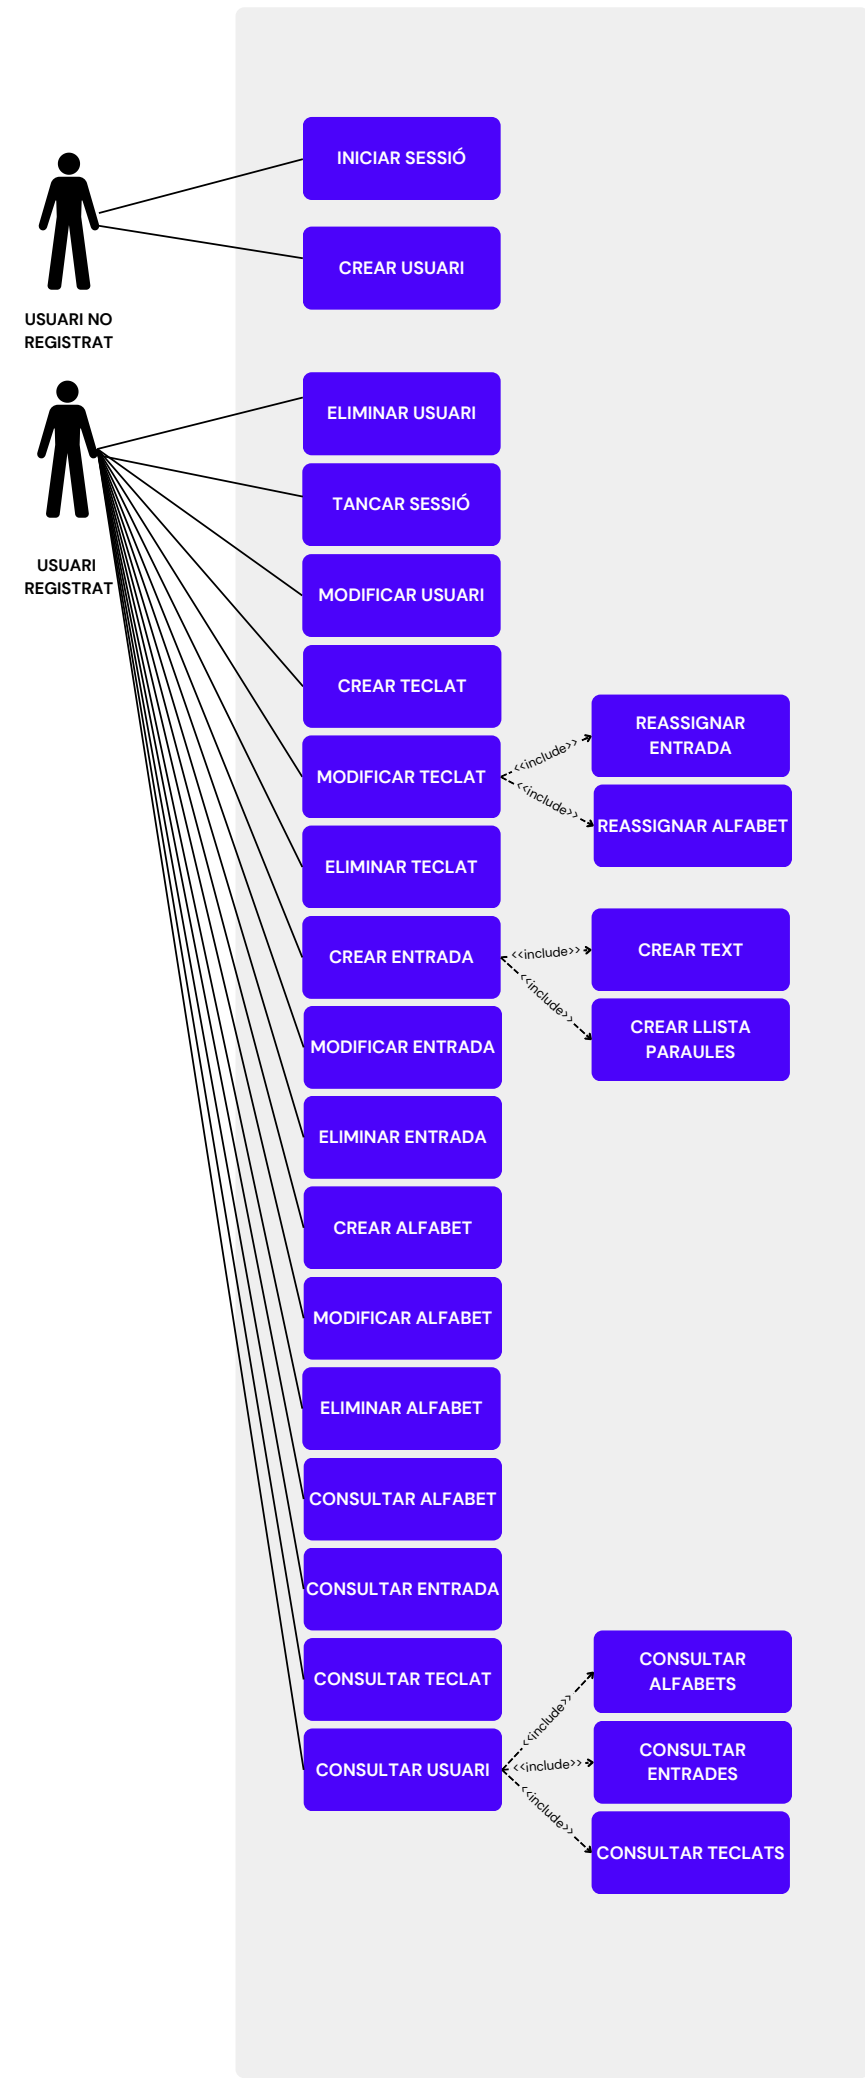 INICIAR SESSIÓ
CREAR USUARI
USUARI NO
REGISTRAT
ELIMINAR USUARI
TANCAR SESSIÓ
USUARI
REGISTRAT
MODIFICAR USUARI
CREAR TECLAT
MODIFICAR TECLAT
<<include>>
<<include>>
REASSIGNAR
ENTRADA
REASSIGNAR ALFABET
ELIMINAR TECLAT
CREAR ENTRADA
<<include>>
<<include>>
CREAR TEXT
CREAR LLISTA
PARAULES
MODIFICAR ENTRADA
ELIMINAR ENTRADA
CREAR ALFABET
MODIFICAR ALFABET
ELIMINAR ALFABET
CONSULTAR ALFABET
CONSULTAR ENTRADA
CONSULTAR TECLAT
CONSULTAR USUARI
<<include>>
<<include>>
<<include>>
CONSULTAR
ALFABETS
CONSULTAR
ENTRADES
CONSULTAR TECLATS